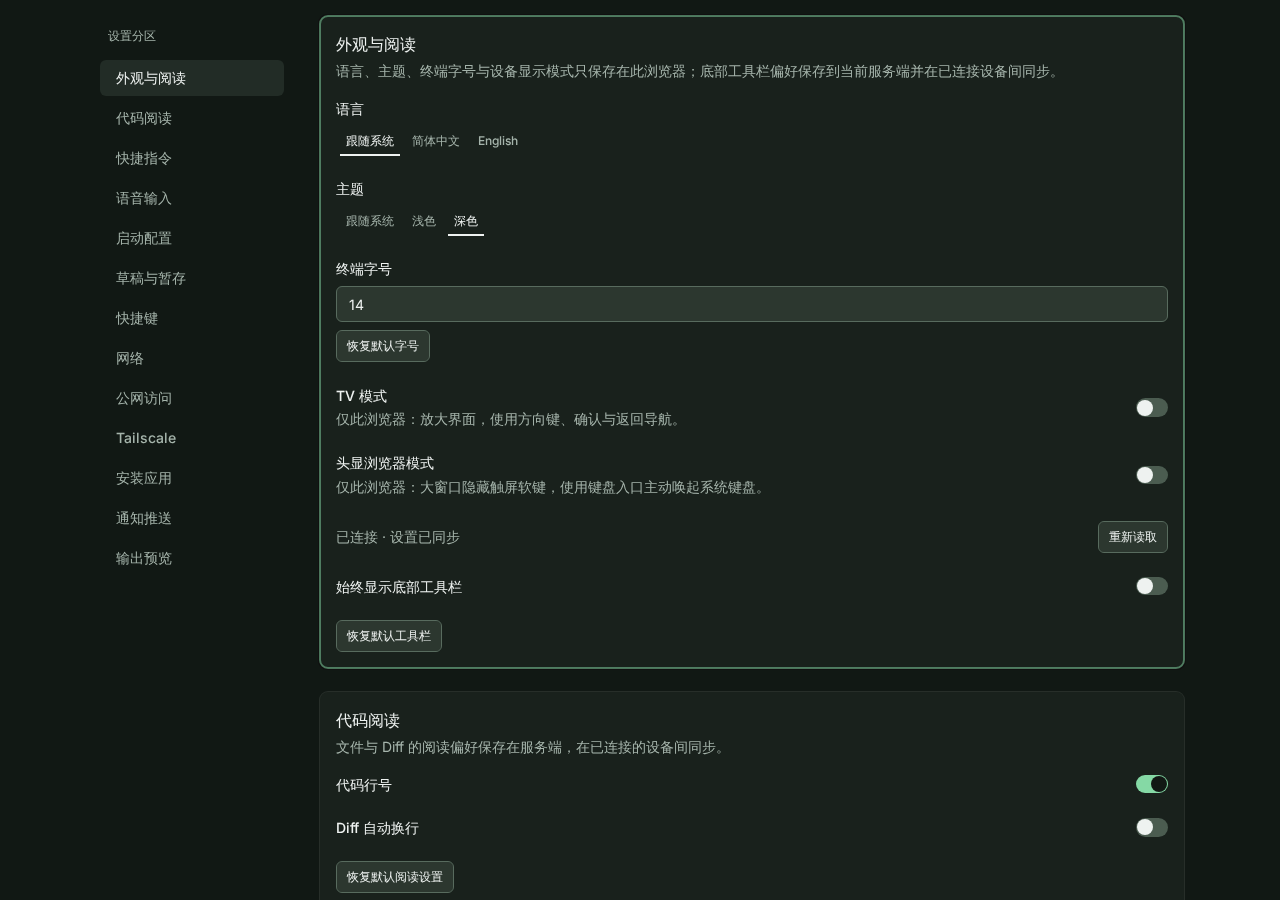 设置分区
外观与阅读
代码阅读
快捷指令
语音输入
启动配置
草稿与暂存
快捷键
网络
公网访问
Tailscale
安装应用
通知推送
输出预览
外观与阅读
语言、主题、终端字号与设备显示模式只保存在此浏览器；底部工具栏偏好保存到当前服务端并在已连接设备间同步。
语言
跟随系统 简体中文 English
主题
跟随系统 浅色 深色
终端字号
14
恢复默认字号
TV 模式
仅此浏览器：放大界面，使用方向键、确认与返回导航。
头显浏览器模式
仅此浏览器：大窗口隐藏触屏软键，使用键盘入口主动唤起系统键盘。
已连接 · 设置已同步 重新读取
始终显示底部工具栏
恢复默认工具栏
代码阅读
文件与 Diff 的阅读偏好保存在服务端，在已连接的设备间同步。
代码行号
Diff 自动换行
恢复默认阅读设置